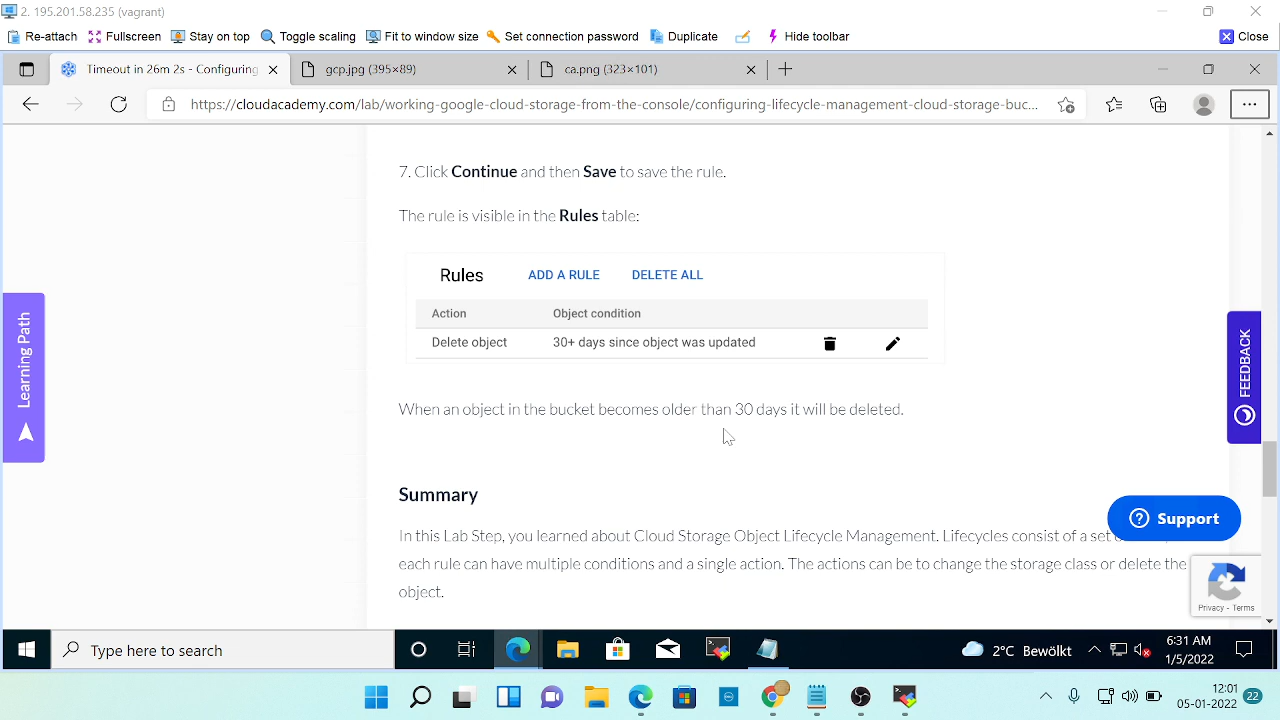 2. 195.201.58.235 (vagrant)
Re-attach Fullscreen Stay on top Toggle scaling Fit to window size Set connection password Duplicate Hide toolbar Close
Timeout in 26m 2s - Configuring gcp.jpg (395×89) ca.png (323×101)
https://cloudacademy.com/lab/working-google-cloud-storage-from-the-console/configuring-lifecycle-management-cloud-storage-buc...
7. Click Continue and then Save to save the rule.
The rule is visible in the Rules table:
Rules ADD A RULE DELETE ALL
Action Object condition
Delete object 30+ days since object was updated
Learning Path
FEEDBACK
When an object in the bucket becomes older than 30 days it will be deleted.
Summary
Support
In this Lab Step, you learned about Cloud Storage Object Lifecycle Management. Lifecycles consist of a set
each rule can have multiple conditions and a single action. The actions can be to change the storage class or delete the
object.
Privacy - Terms
Type here to search
2°C Bewölkt
6:31 AM
1/5/2022
12:01
05-01-2022
22